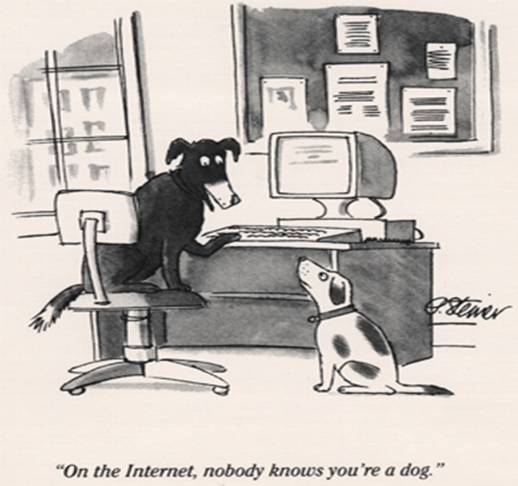 P. Steiner
“On the Internet, nobody knows you’re a dog.”